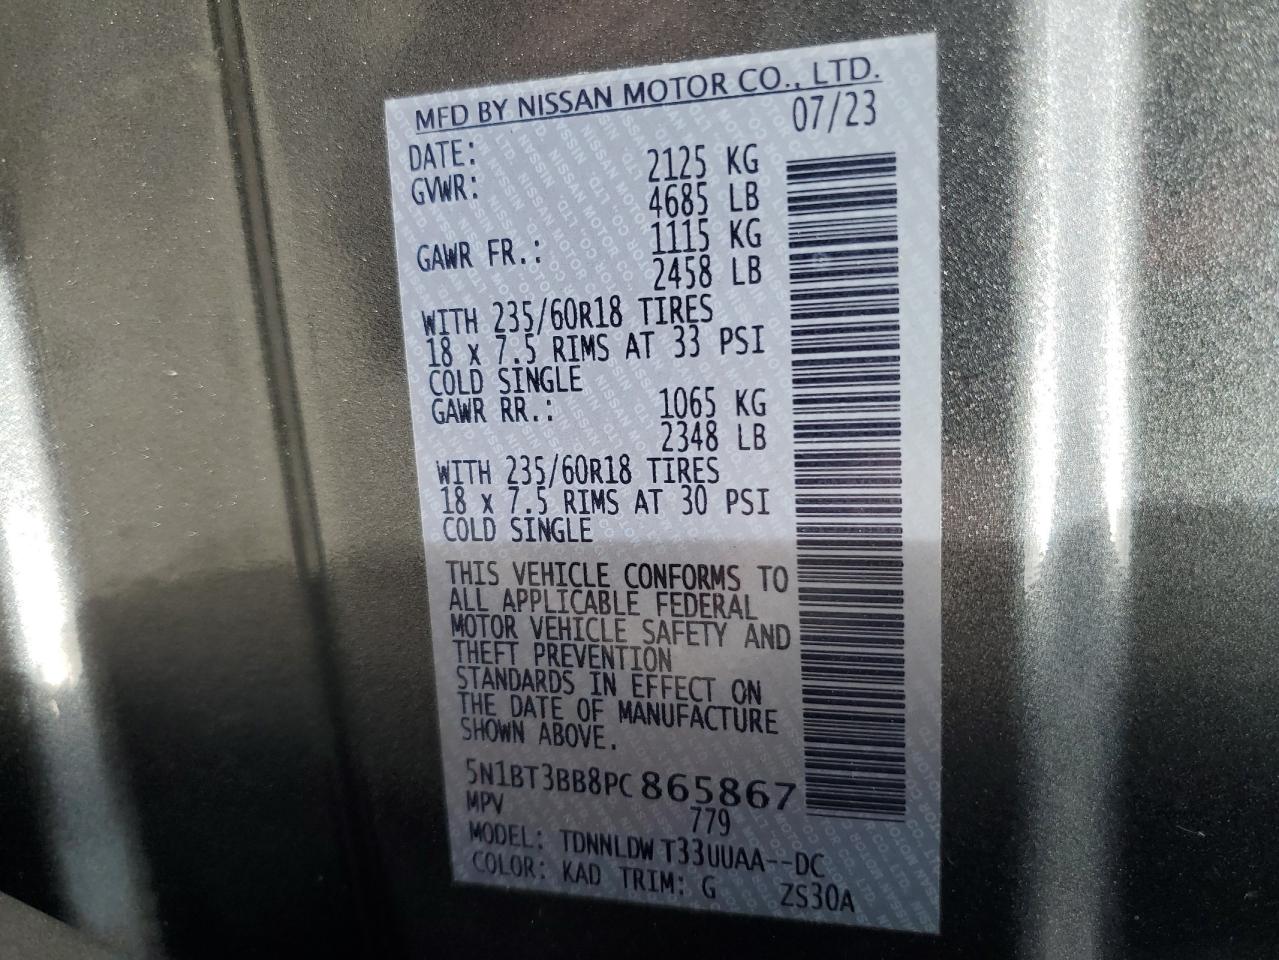 MFD BY NISSAN MOTOR CO., LTD.
DATE: 07/23
GVWR: 2125 KG
4685 LB
GAWR FR.: 1115 KG
2458 LB
WITH 235/60R18 TIRES
18 x 7.5 RIMS AT 33 PSI
COLD SINGLE
GAWR RR.: 1065 KG
2348 LB
WITH 235/60R18 TIRES
18 x 7.5 RIMS AT 30 PSI
COLD SINGLE
THIS VEHICLE CONFORMS TO
ALL APPLICABLE FEDERAL
MOTOR VEHICLE SAFETY AND
THEFT PREVENTION
STANDARDS IN EFFECT ON
THE DATE OF MANUFACTURE
SHOWN ABOVE.
5N1BT3BB8PC865867
MPV 779
MODEL: TDNNLDW T33UUAA--DC
COLOR: KAD TRIM: G ZS30A